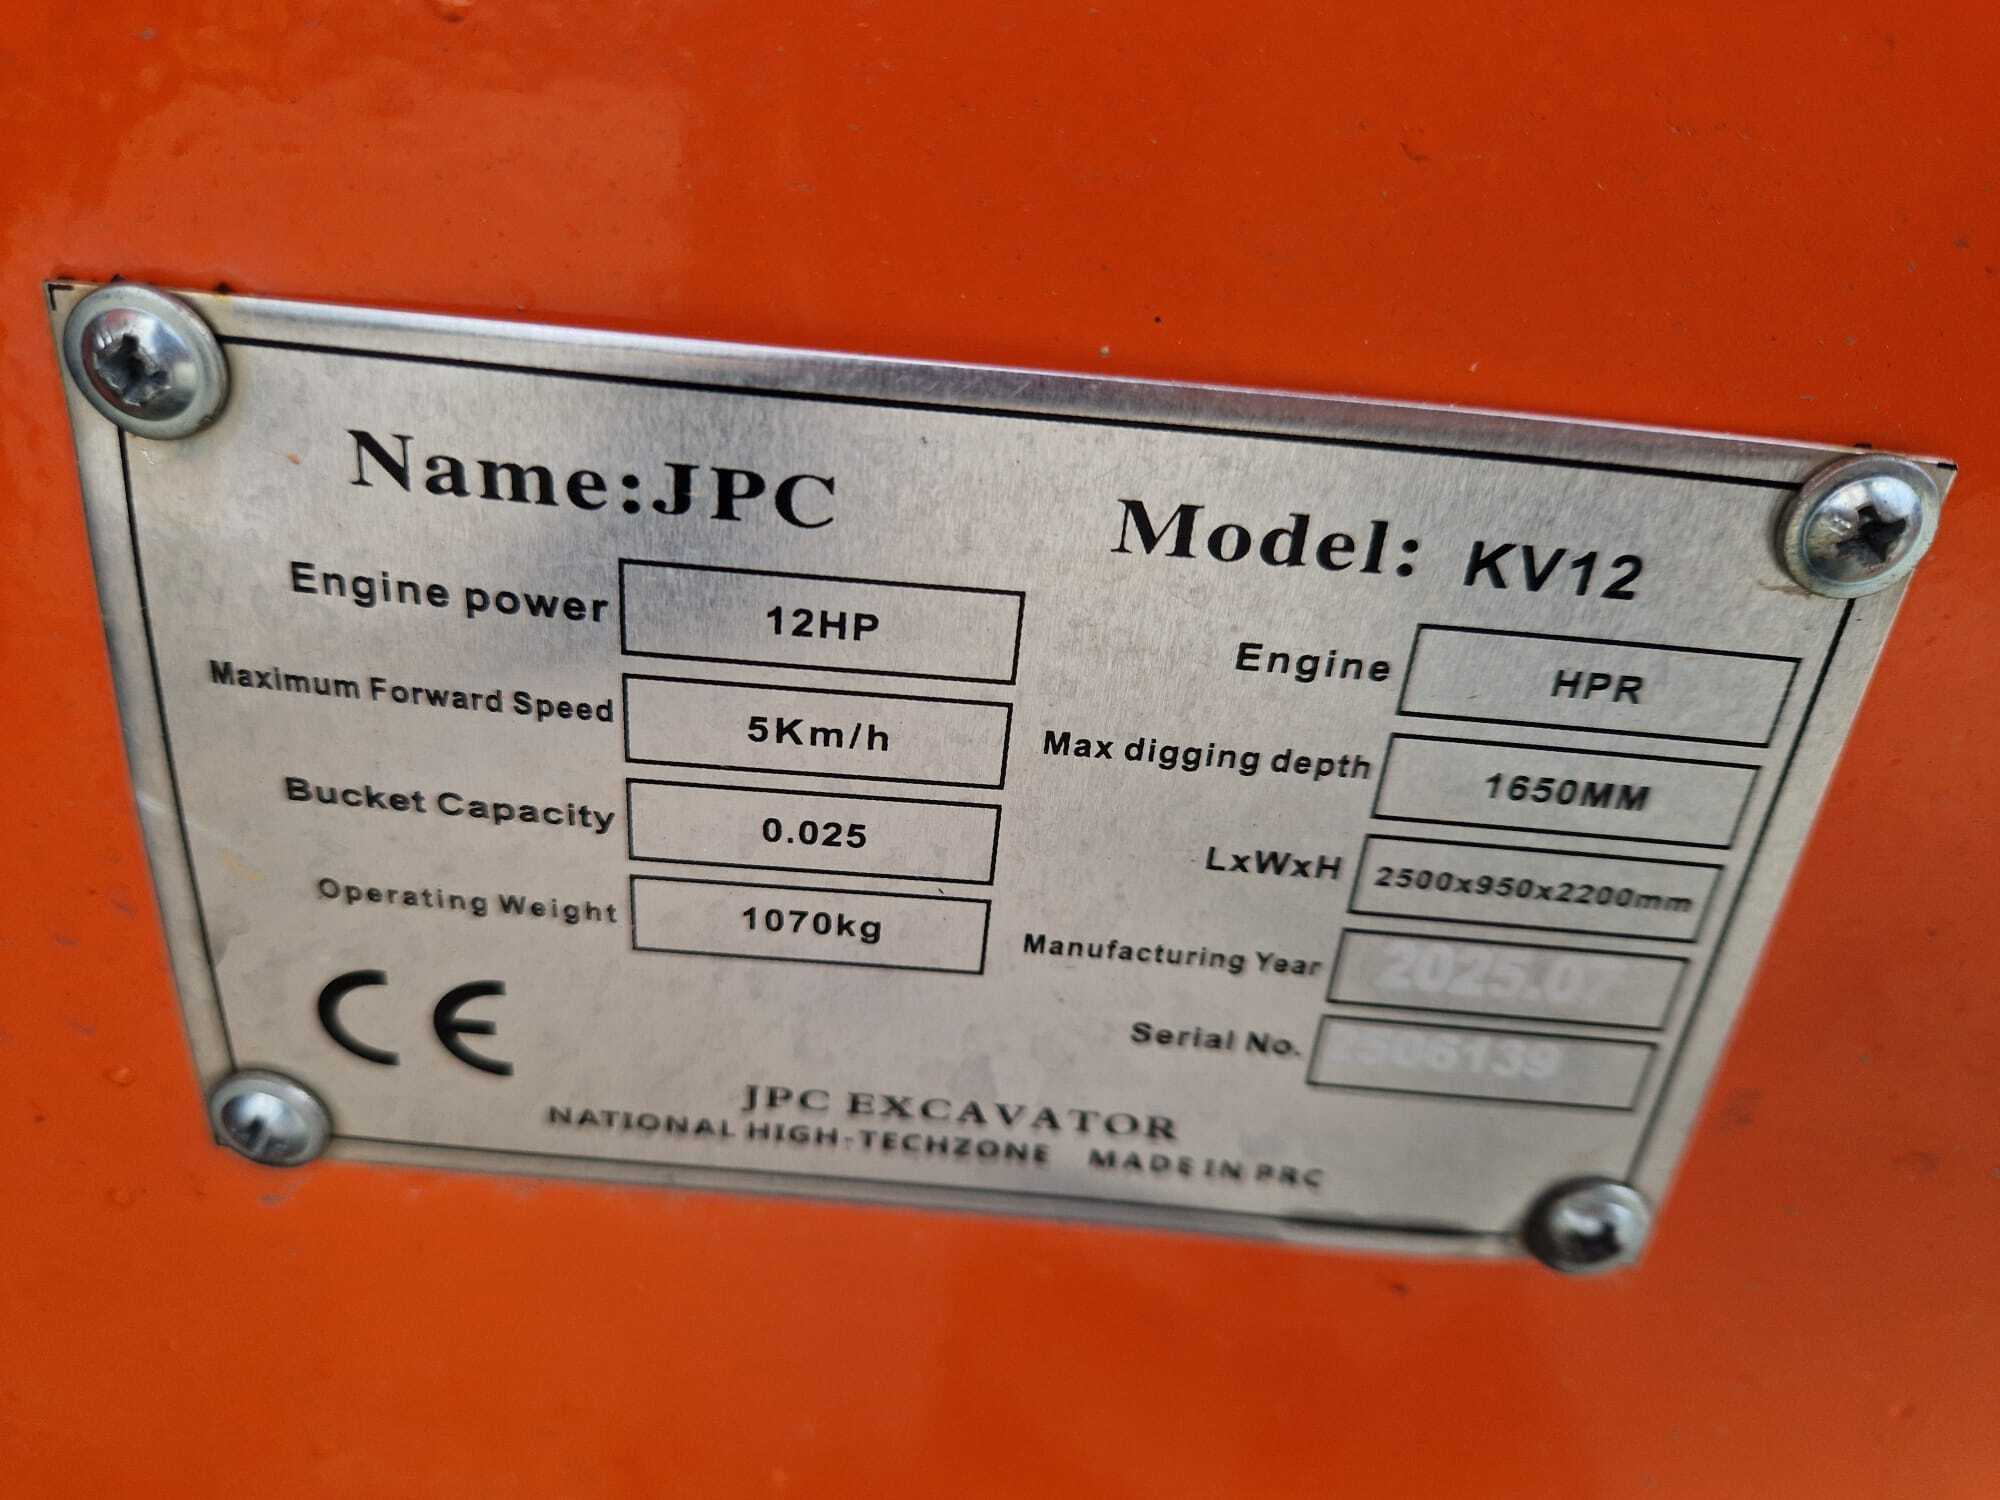 Name:JPC Model: KV12
Engine power 12HP Engine HPR
Maximum Forward Speed 5Km/h Max digging depth 1650MM
Bucket Capacity 0.025 LxWxH 2500x950x2200mm
Operating Weight 1070kg Manufacturing Year 2025.07
Serial No.
CE
JPC EXCAVATOR
NATIONAL HIGH-TECHZONE MADE IN PRC